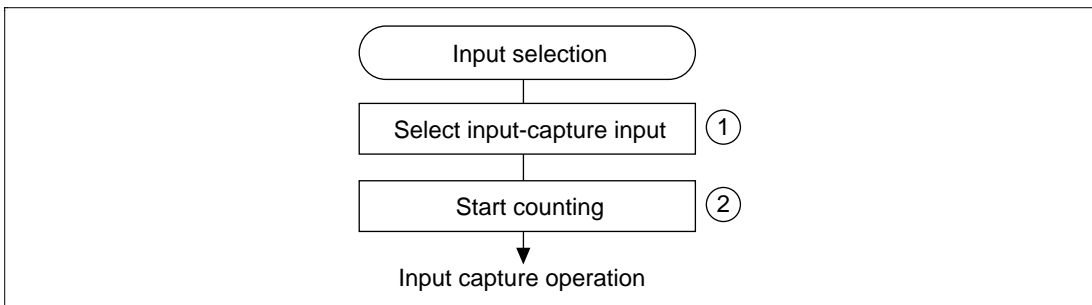 Input selection
Select input-capture input
1
Start counting
2
Input capture operation